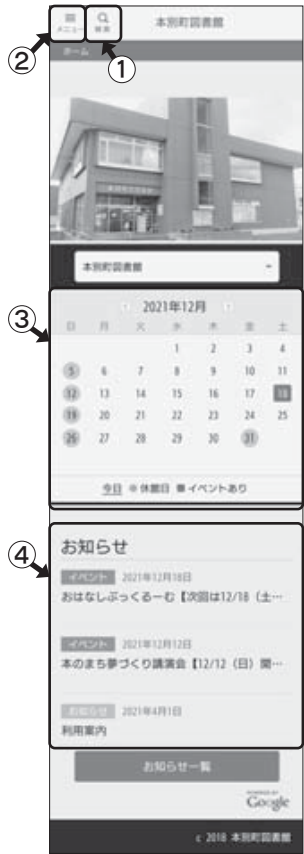 メニュー
検索
本別町図書館
②
①
ホーム
本別町図書館
③
2021年12月
日 月 火 水 木 金 土
1 2 3 4
5 6 7 8 9 10 11
12 13 14 15 16 17 18
19 20 21 22 23 24 25
26 27 28 29 30 31
今日 ※休館日 ■イベントあり
④
お知らせ
イベント 2021年12月18日
おはなしぶっくるーむ【次回は12/18（土…
イベント 2021年12月12日
本のまち夢づくり講演会【12/12（日）開…
お知らせ 2021年4月1日
利用案内
お知らせ一覧
POWERED BY
Google
c 2018 本別町図書館